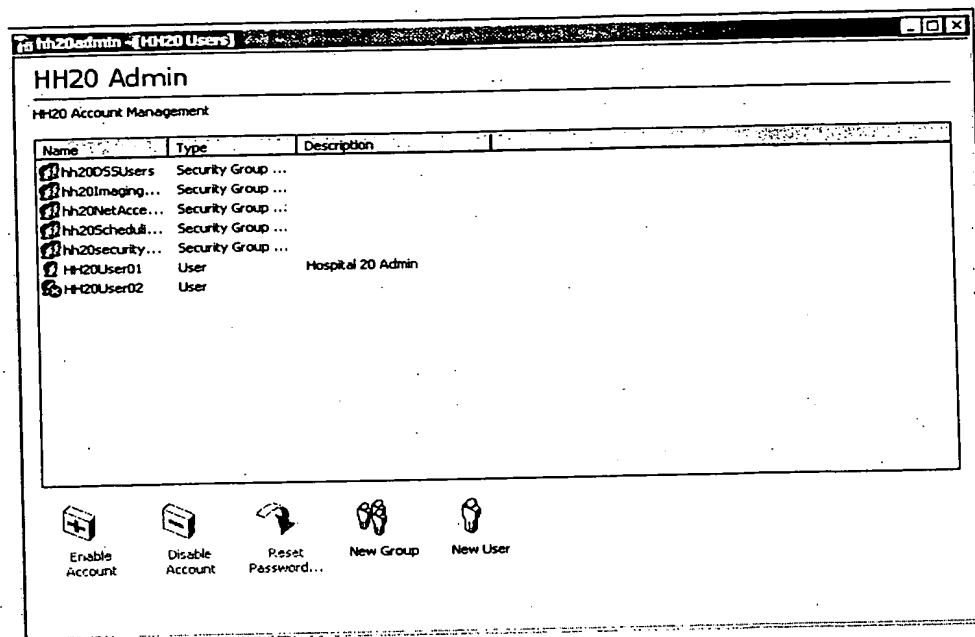 hh20admin -[HH20 Users]
HH20 Admin
HH20 Account Management
Name Type Description
hh20DSSUsers Security Group ...
hh20Imaging... Security Group ...
hh20NetAcce... Security Group ...
hh20Scheduli... Security Group ...
hh20security... Security Group ...
HH20User01 User Hospital 20 Admin
HH20User02 User
Enable Disable Reset New Group New User
Account Account Password...